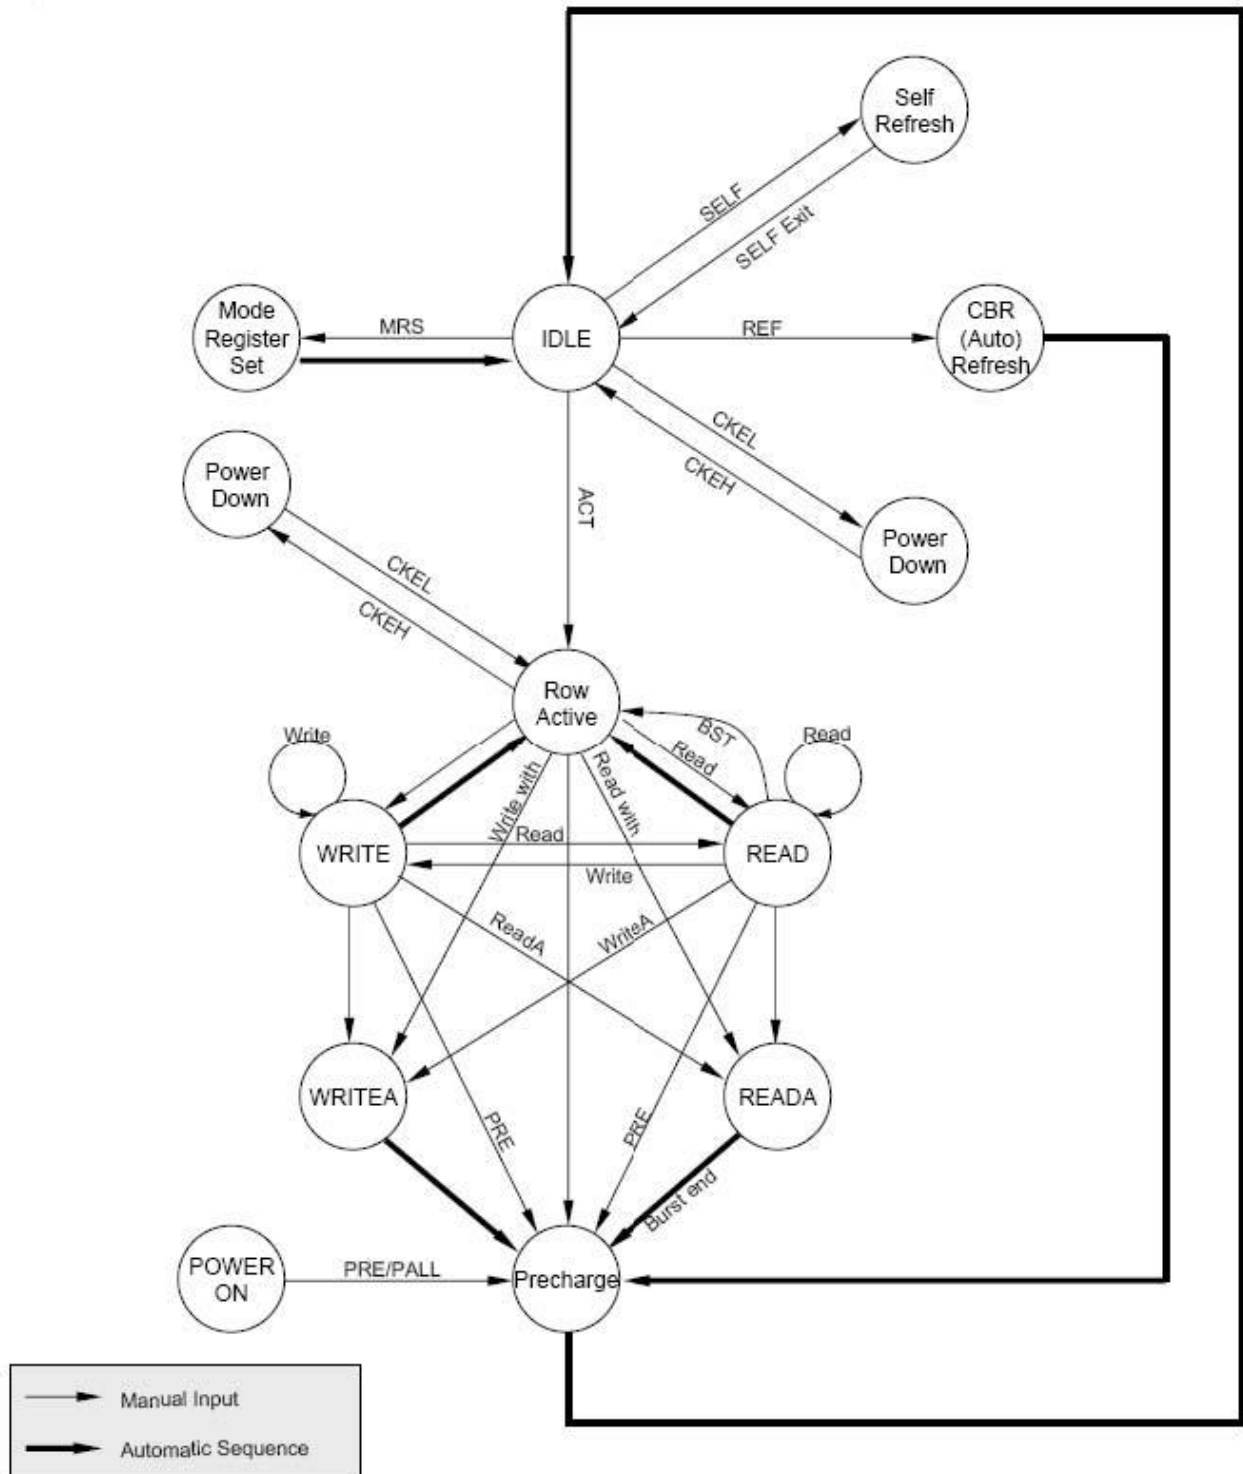 Self
Refresh
SELF
SELF Exit
Mode
Register
Set
MRS
IDLE
REF
CBR
(Auto)
Refresh
CKEL
CKEH
Power
Down
ACT
Power
Down
CKEL
CKEH
Row
Active
BST
Write
Read
Read
Write with
Read with
WRITE
Read
READ
Write
ReadA
WriteA
WRITEA
READA
PRE
PRE
Burst end
POWER
ON
PRE/PALL
Precharge
Manual Input
Automatic Sequence